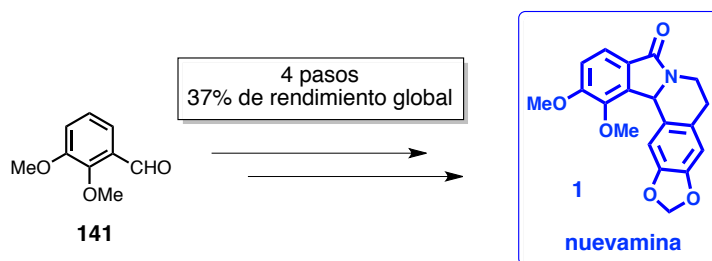 4 pasos
37% de rendimiento global
MeO
OMe
CHO
141
O
N
MeO
OMe
O
O
1
nuevamina